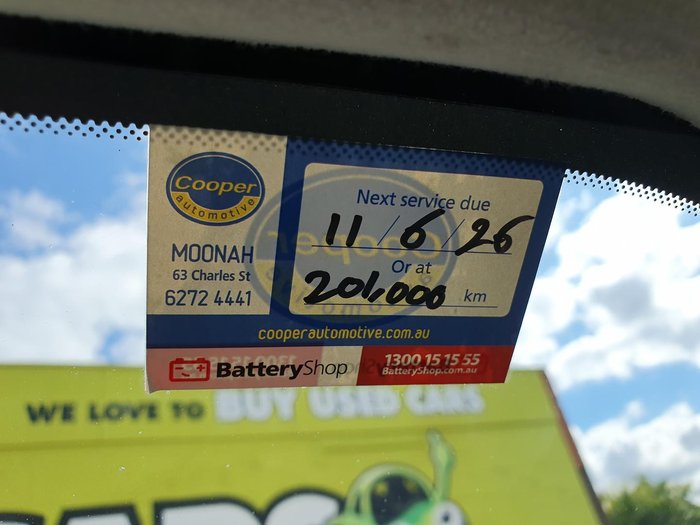 Cooper
automotive
MOONAH
63 Charles St
6272 4441
Next service due
11/6/26
Or at
201,000 km
cooperautomotive.com.au
BatteryShop
1300 15 15 55
BatteryShop.com.au
WE LOVE TO BUY USED CARS
CARS